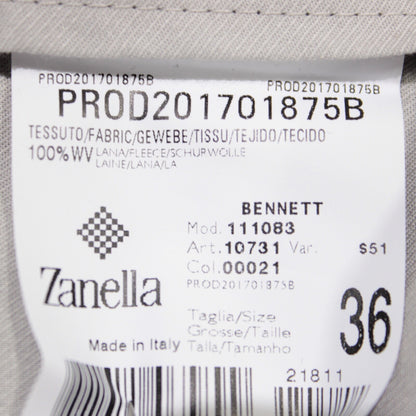 PROD201701875B PROD201701875B
PROD201701875B
TESSUTO/FABRIC/GEWEBE/TISSU/TEJIDO/TECIDO
100%WV LANA/FLEECE/SCHURWOLLE
LAINE/LANA/LA
BENNETT
Mod. 111083
Art. 10731 Var. S51
Col. 00021
PROD201701875B
Zanella
Made in Italy
Taglia/Size
Grosse/Taille
Talla/Tamanho
36
21811